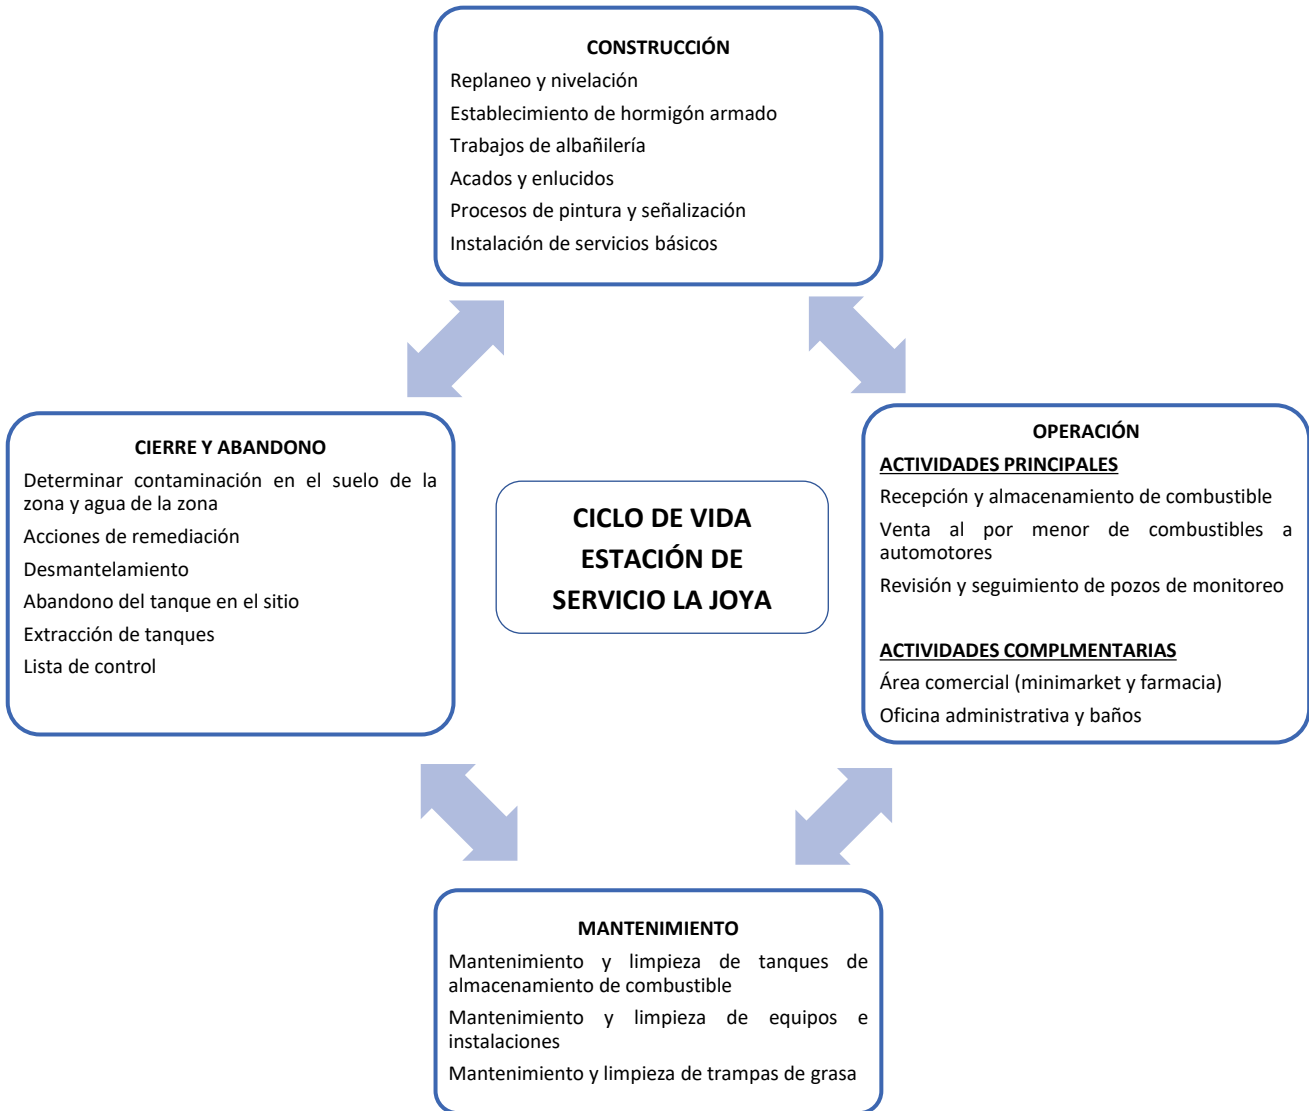 CONSTRUCCIÓN
Replaneo y nivelación
Establecimiento de hormigón armado
Trabajos de albañilería
Acados y enlucidos
Procesos de pintura y señalización
Instalación de servicios básicos
CIERRE Y ABANDONO
Determinar contaminación en el suelo de la
zona y agua de la zona
Acciones de remediación
Desmantelamiento
Abandono del tanque en el sitio
Extracción de tanques
Lista de control
CICLO DE VIDA
ESTACIÓN DE
SERVICIO LA JOYA
OPERACIÓN
ACTIVIDADES PRINCIPALES
Recepción y almacenamiento de combustible
Venta al por menor de combustibles a
automotores
Revisión y seguimiento de pozos de monitoreo
ACTIVIDADES COMPLMENTARIAS
Área comercial (minimarket y farmacia)
Oficina administrativa y baños
MANTENIMIENTO
Mantenimiento y limpieza de tanques de
almacenamiento de combustible
Mantenimiento y limpieza de equipos e
instalaciones
Mantenimiento y limpieza de trampas de grasa